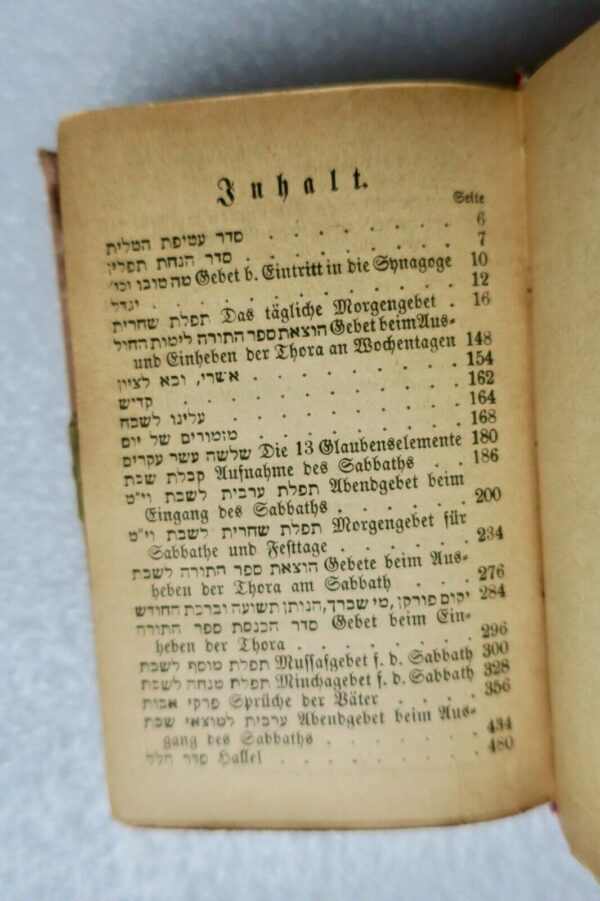 Inhalt.
Seite
סדר עטיפת הטלית . . . . . . . 6
סדר הנחת תפלין . . . . . . . 7
מה טובו וכו׳ Gebet b. Eintritt in die Synagoge 10
יגדל . . . . . . . . . . 12
תפלת שחרית Das tägliche Morgengebet . 16
הוצאת ספר התורה לימות החול Gebet beim Aus-
und Einheben der Thora an Wochentagen 148
אשרי, ובא לציון . . . . . . . 154
קדיש . . . . . . . . . . 162
עלינו לשבח . . . . . . . . 164
מזמורים של יום . . . . . . . 168
שלשה עשר עקרים Die 13 Glaubenselemente 180
קבלת שבת Aufnahme des Sabbaths . . 186
תפלת ערבית לשבת וי״ט Abendgebet beim
Eingang des Sabbaths . . . . . . 200
תפלת שחרית לשבת וי״ט Morgengebet für
Sabbathe und Festtage . . . . . . 234
הוצאת ספר התורה לשבת Gebete beim Aus-
heben der Thora am Sabbath . . . 276
יקום פורקן, מי שברך, הנותן תשועה וברכת החודש 284
סדר הכנסת ספר התורה Gebet beim Ein-
heben der Thora . . . . . . . 296
תפלת מוסף לשבת Mussafgebet f. d. Sabbath 300
תפלת מנחה לשבת Minchagebet f. d. Sabbath 328
פרקי אבות Sprüche der Väter . . . . 356
ערבית למוצאי שבת Abendgebet beim Aus-
gang des Sabbaths . . . . . . 434
סדר הלל Hallel . . . . . . . . 480